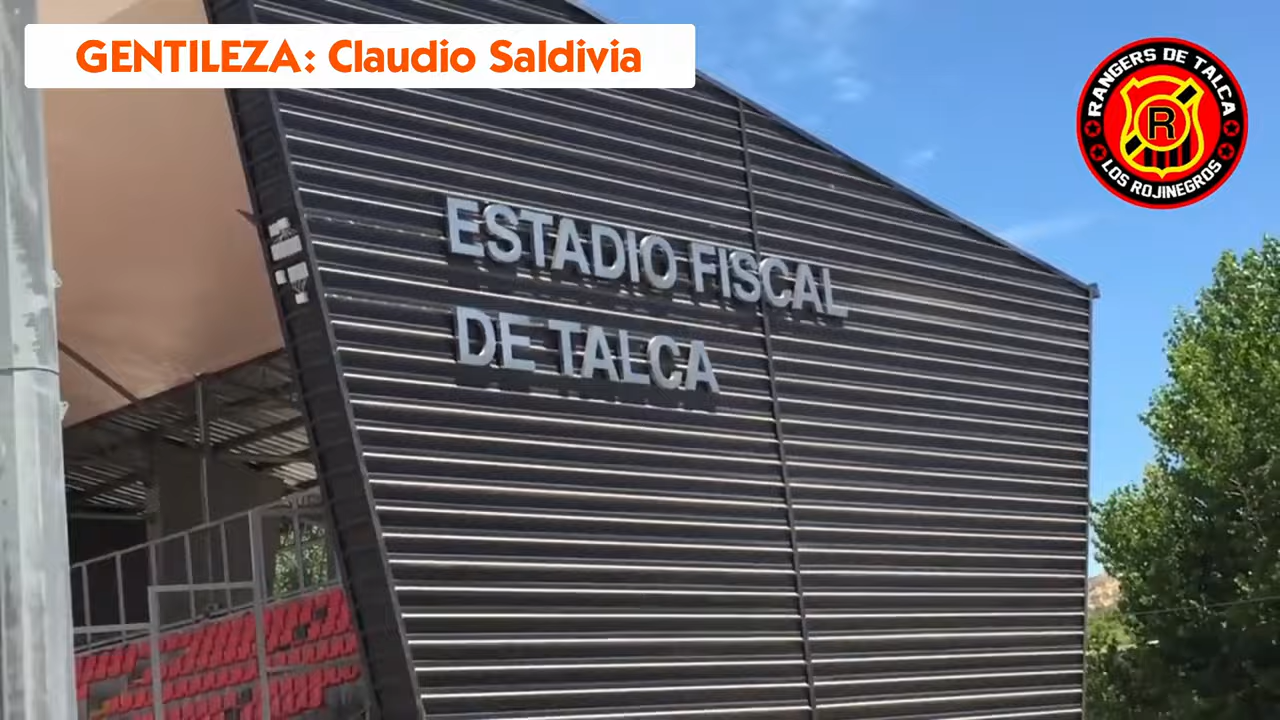 GENTILEZA: Claudio Saldivia
RANGERS DE TALCA
R
LOS ROJINEGROS
ESTADIO FISCAL
DE TALCA